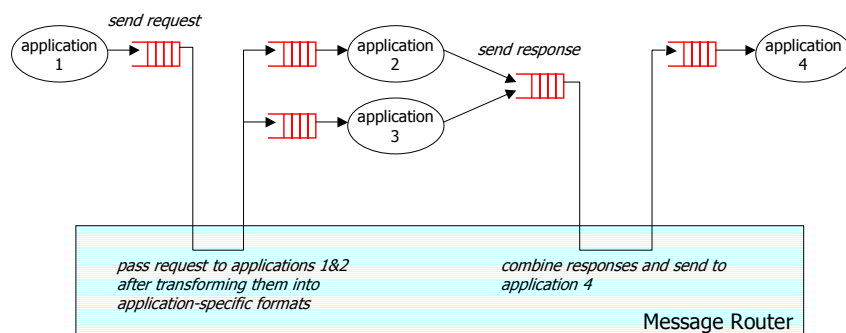 send request
application
1
application
2
application
3
send response
application
4
pass request to applications 1&2
after transforming them into
application-specific formats
combine responses and send to
application 4
Message Router